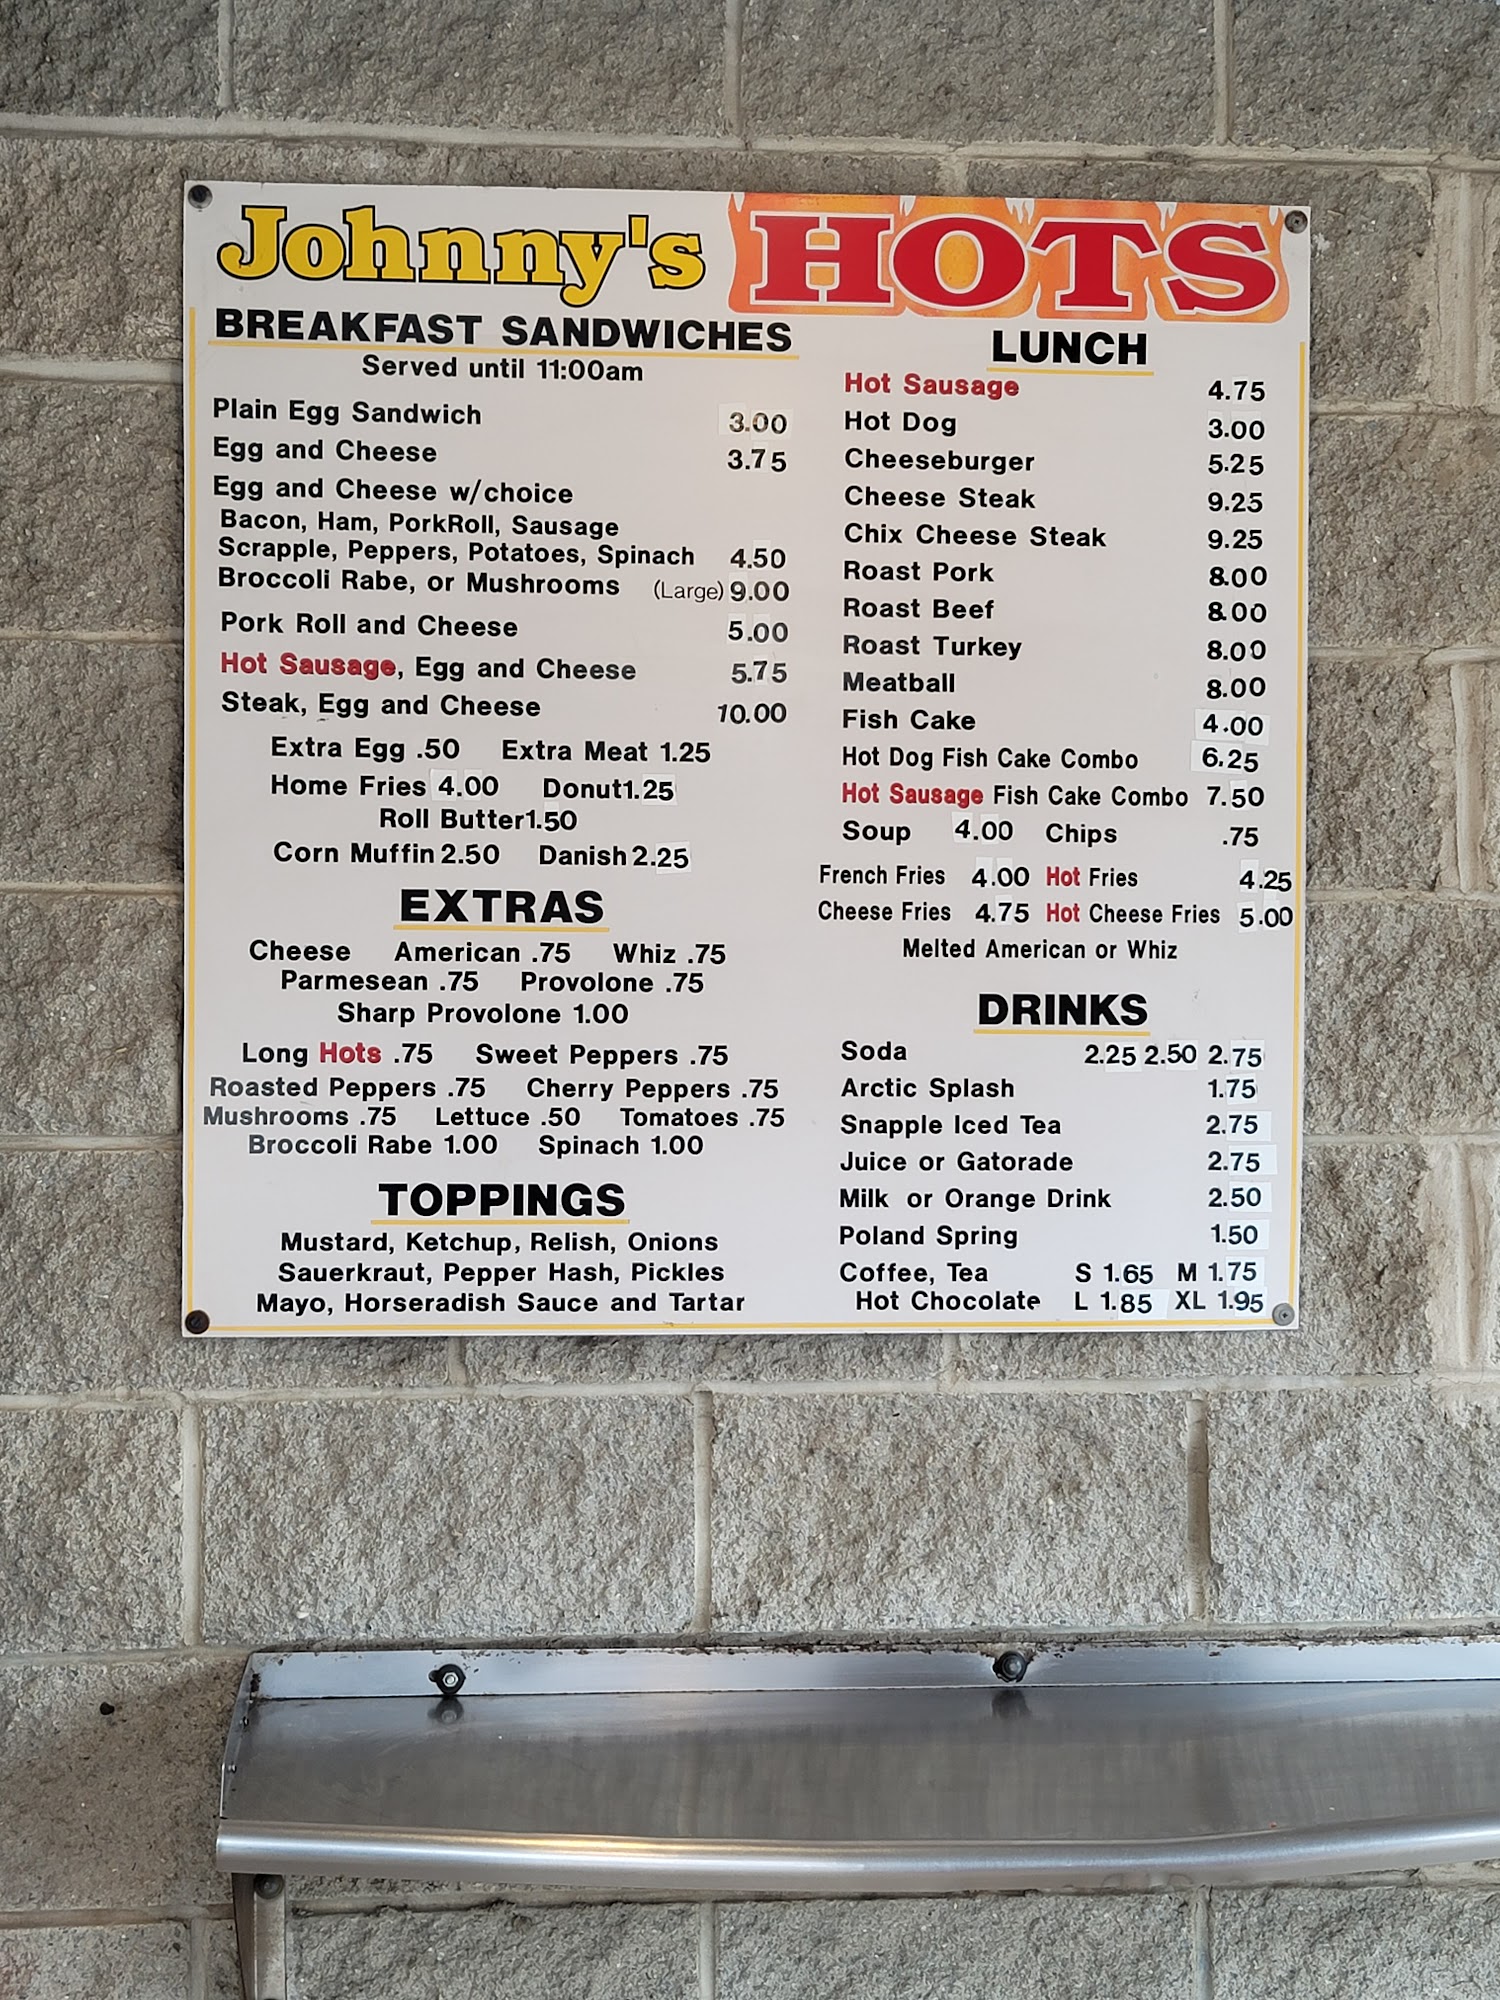 Johnny's HOTS
BREAKFAST SANDWICHES
Served until 11:00am
Plain Egg Sandwich 3.00
Egg and Cheese 3.75
Egg and Cheese w/choice
Bacon, Ham, PorkRoll, Sausage
Scrapple, Peppers, Potatoes, Spinach 4.50
Broccoli Rabe, or Mushrooms (Large) 9.00
Pork Roll and Cheese 5.00
Hot Sausage, Egg and Cheese 5.75
Steak, Egg and Cheese 10.00
Extra Egg .50 Extra Meat 1.25
Home Fries 4.00 Donut 1.25
Roll Butter 1.50
Corn Muffin 2.50 Danish 2.25
EXTRAS
Cheese American .75 Whiz .75
Parmesean .75 Provolone .75
Sharp Provolone 1.00
Long Hots .75 Sweet Peppers .75
Roasted Peppers .75 Cherry Peppers .75
Mushrooms .75 Lettuce .50 Tomatoes .75
Broccoli Rabe 1.00 Spinach 1.00
TOPPINGS
Mustard, Ketchup, Relish, Onions
Sauerkraut, Pepper Hash, Pickles
Mayo, Horseradish Sauce and Tartar
LUNCH
Hot Sausage 4.75
Hot Dog 3.00
Cheeseburger 5.25
Cheese Steak 9.25
Chix Cheese Steak 9.25
Roast Pork 8.00
Roast Beef 8.00
Roast Turkey 8.00
Meatball 8.00
Fish Cake 4.00
Hot Dog Fish Cake Combo 6.25
Hot Sausage Fish Cake Combo 7.50
Soup 4.00 Chips .75
French Fries 4.00 Hot Fries 4.25
Cheese Fries 4.75 Hot Cheese Fries 5.00
Melted American or Whiz
DRINKS
Soda 2.25 2.50 2.75
Arctic Splash 1.75
Snapple Iced Tea 2.75
Juice or Gatorade 2.75
Milk or Orange Drink 2.50
Poland Spring 1.50
Coffee, Tea S 1.65 M 1.75
Hot Chocolate L 1.85 XL 1.95